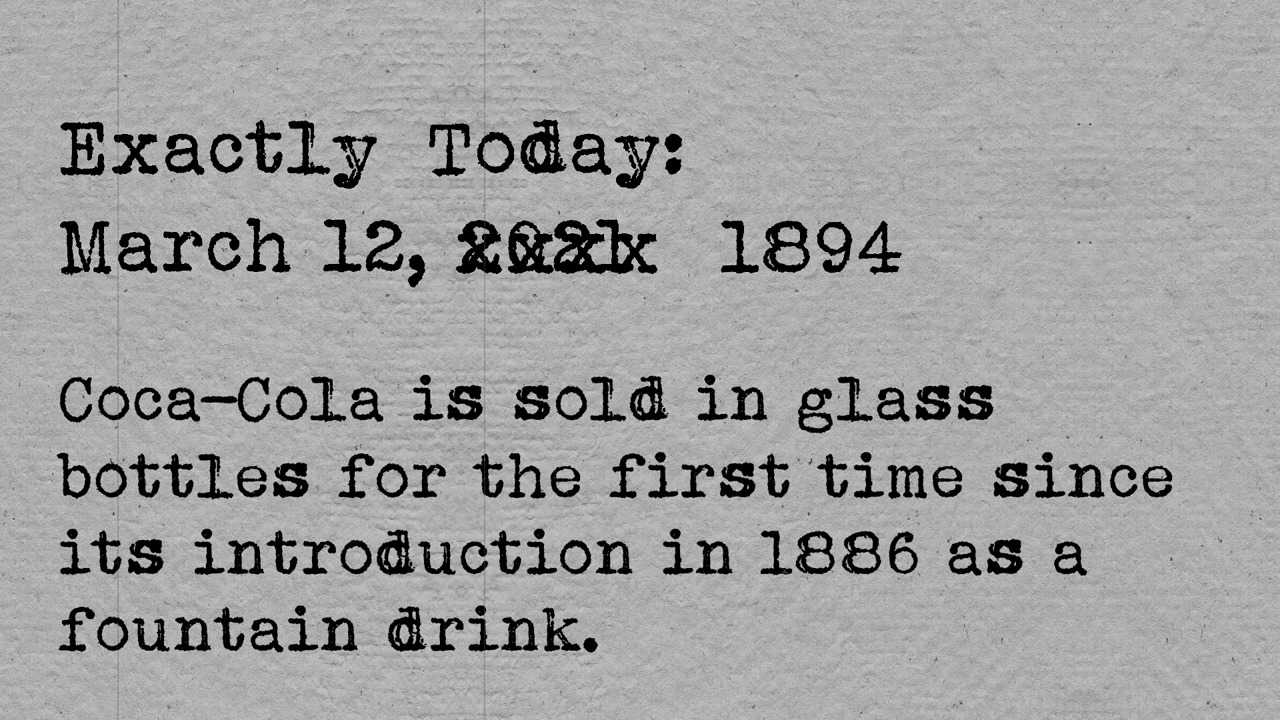 Exactly Today:
March 12, 2021 1894
Coca-Cola is sold in glass
bottles for the first time since
its introduction in 1886 as a
fountain drink.